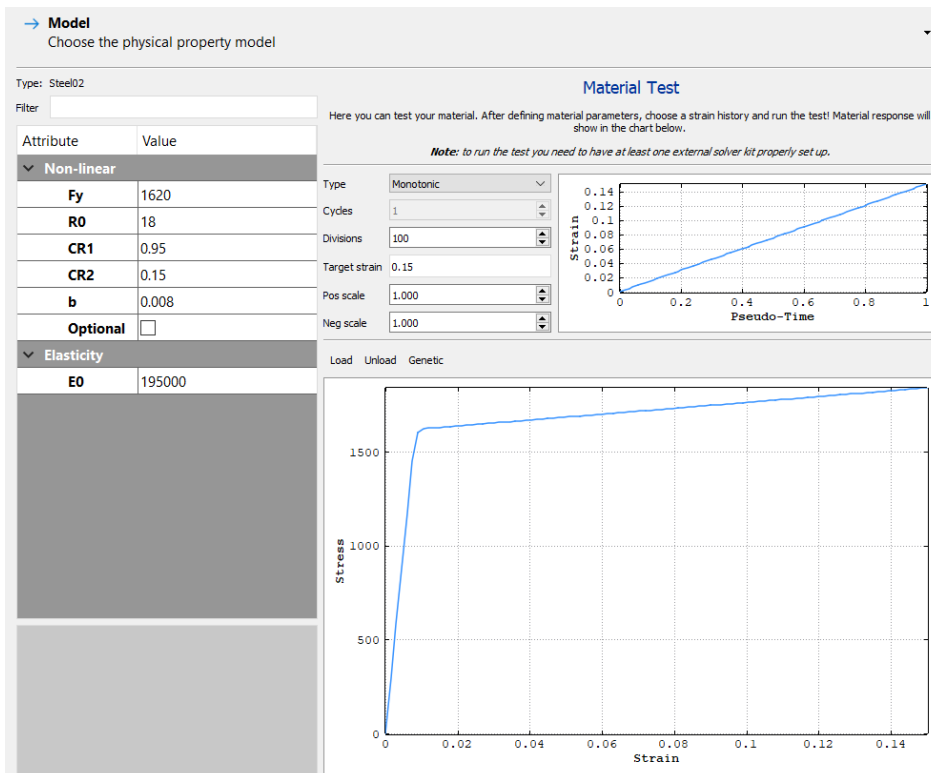 → Model
Choose the physical property model
Type: Steel02
Filter
Attribute Value
Non-linear
Fy 1620
R0 18
CR1 0.95
CR2 0.15
b 0.008
Optional
Elasticity
E0 195000
Material Test
Here you can test your material. After defining material parameters, choose a strain history and run the test! Material response will
show in the chart below.
Note: to run the test you need to have at least one external solver kit properly set up.
Type Monotonic
Cycles 1
Divisions 100
Target strain 0.15
Pos scale 1.000
Neg scale 1.000
Strain
0.14
0.12
0.1
0.08
0.06
0.04
0.02
0
0 0.2 0.4 0.6 0.8 1
Pseudo-Time
Load Unload Genetic
Stress
1500
1000
500
0
0 0.02 0.04 0.06 0.08 0.1 0.12 0.14
Strain